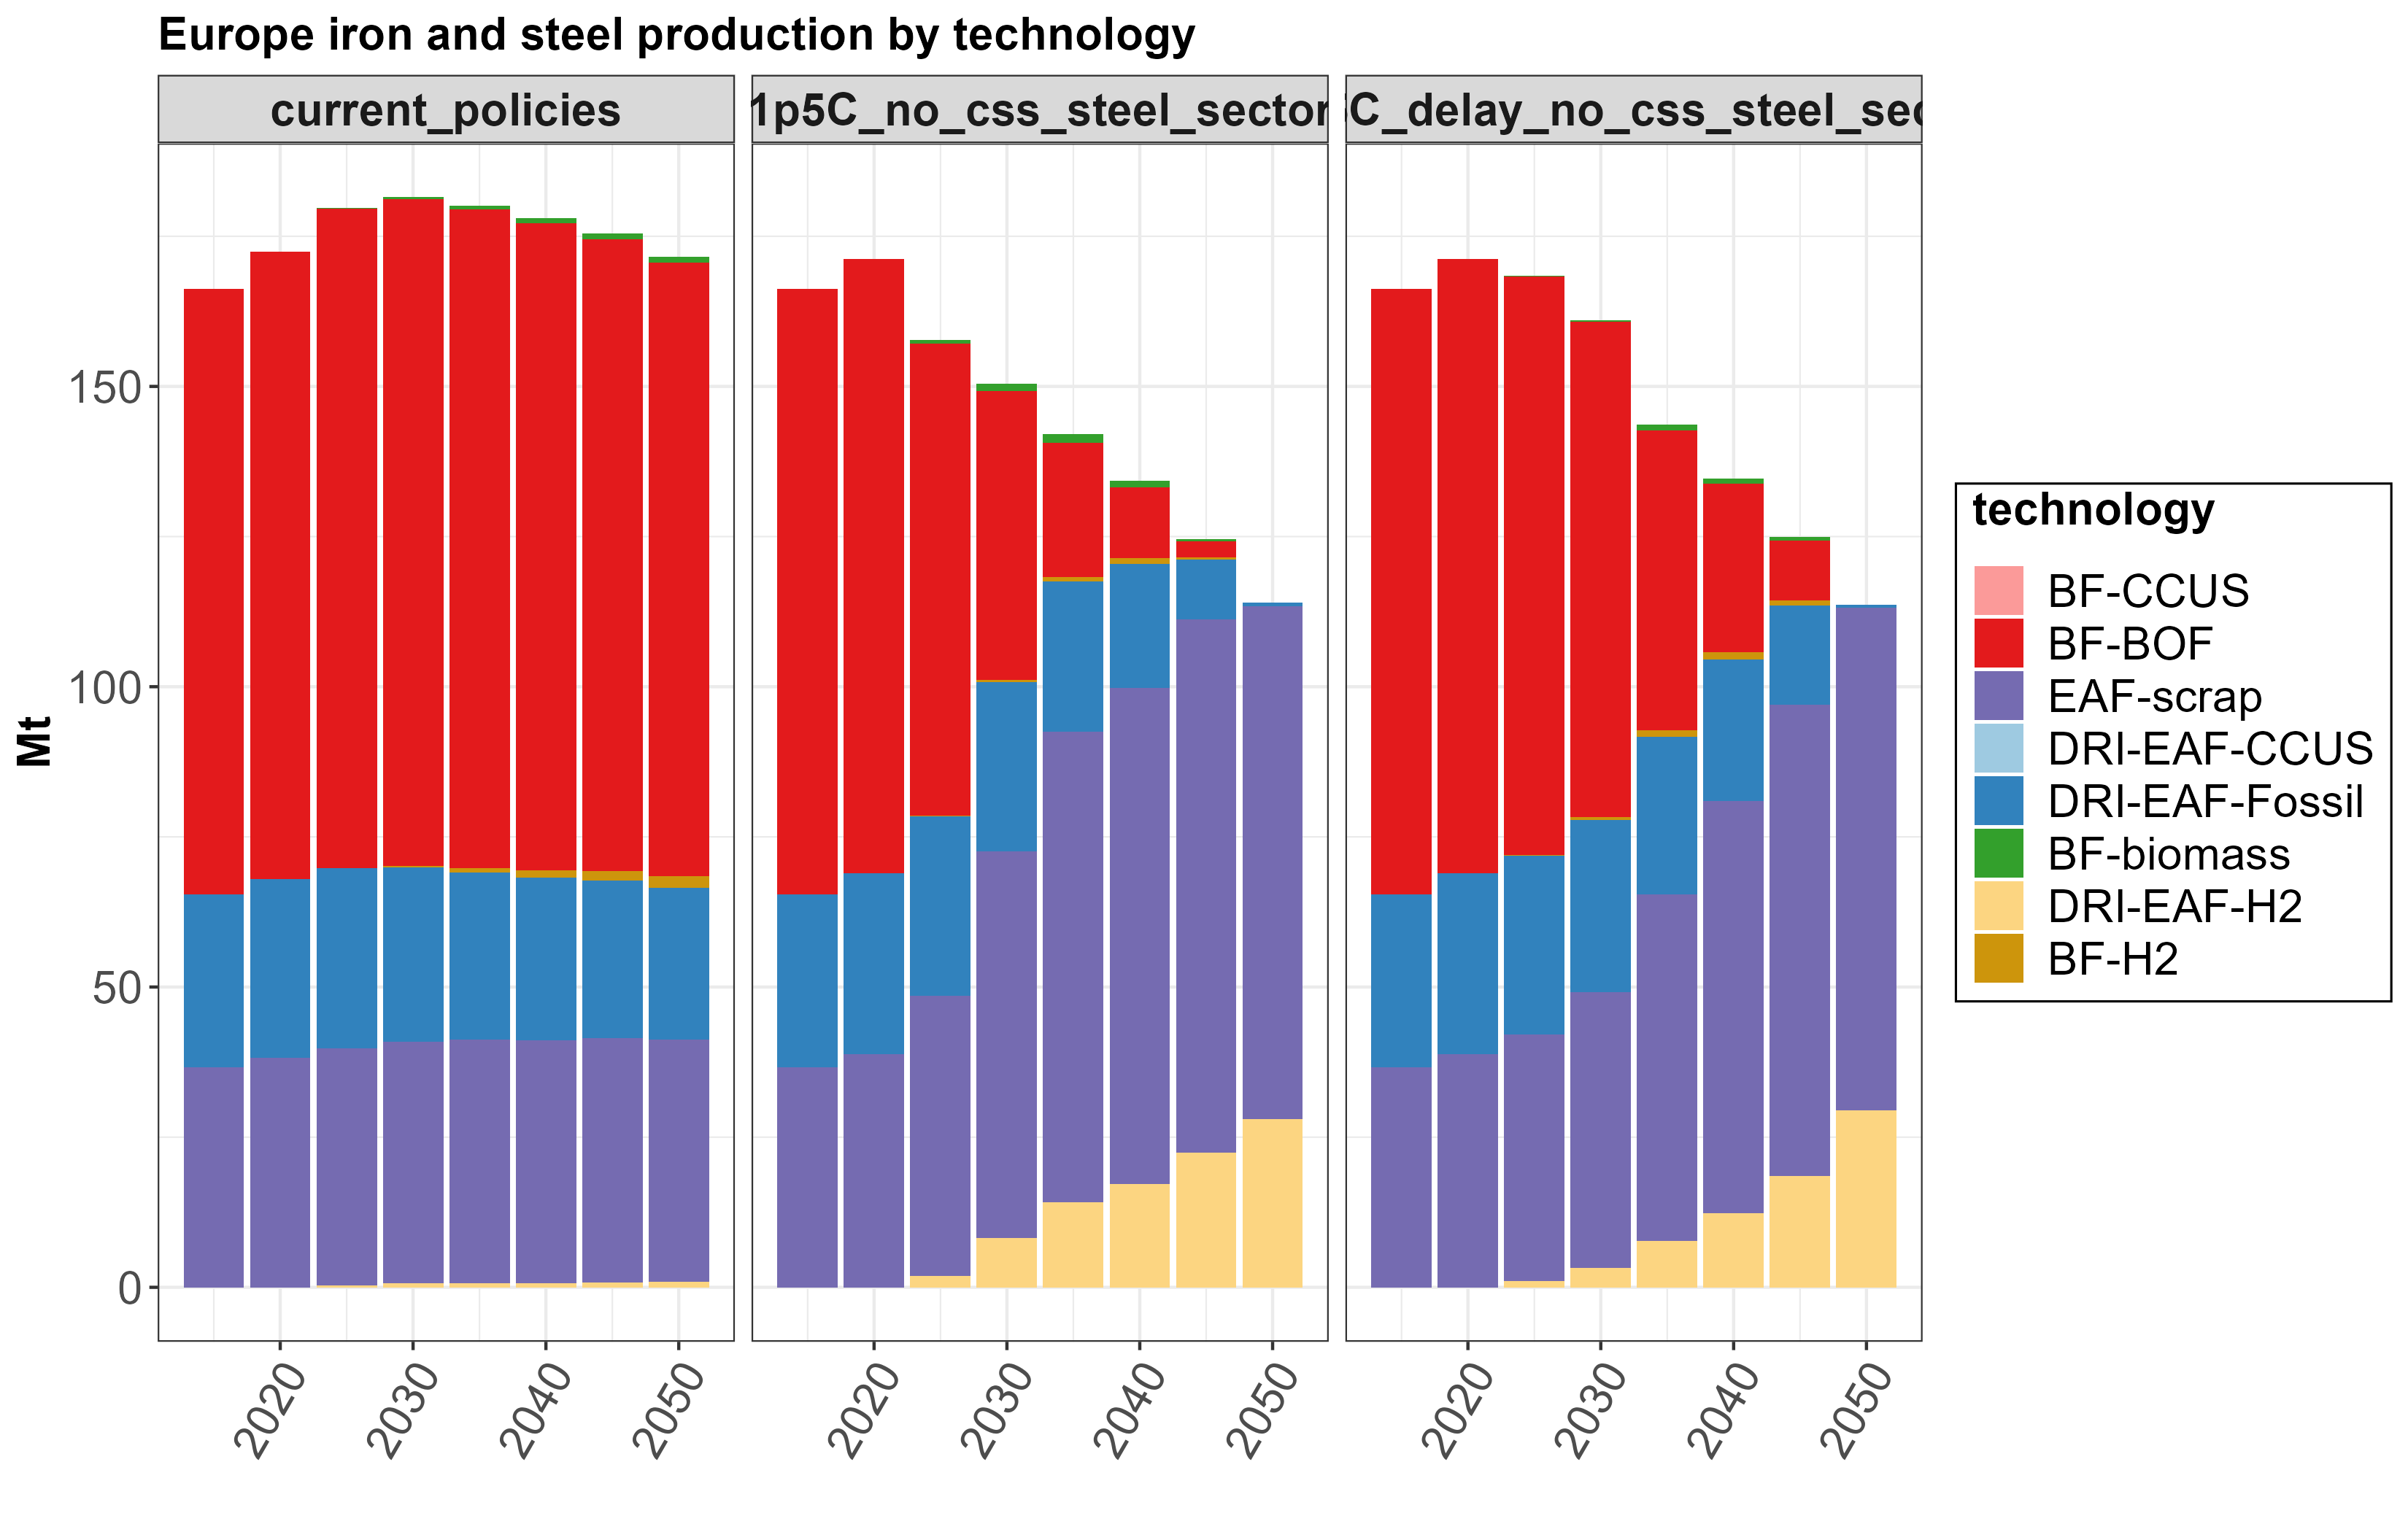 Europe iron and steel production by technology
current_policies
1p5C_no_css_steel_sector
C_delay_no_css_steel_sec
Mt
150
100
50
0
2020
2030
2040
2050
2020
2030
2040
2050
2020
2030
2040
2050
technology
BF-CCUS
BF-BOF
EAF-scrap
DRI-EAF-CCUS
DRI-EAF-Fossil
BF-biomass
DRI-EAF-H2
BF-H2